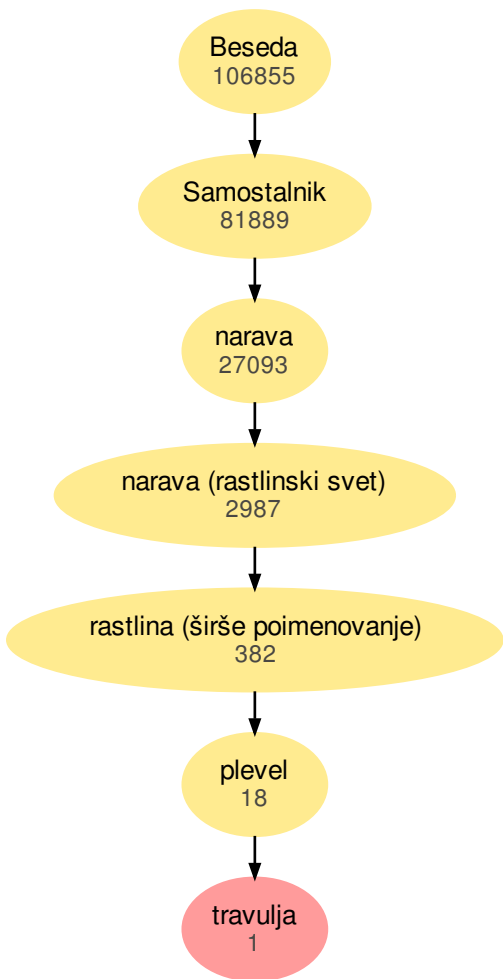 Beseda
106855
Samostalnik
81889
narava
27093
narava (rastlinski svet)
2987
rastlina (širše poimenovanje)
382
plevel
18
travulja
1